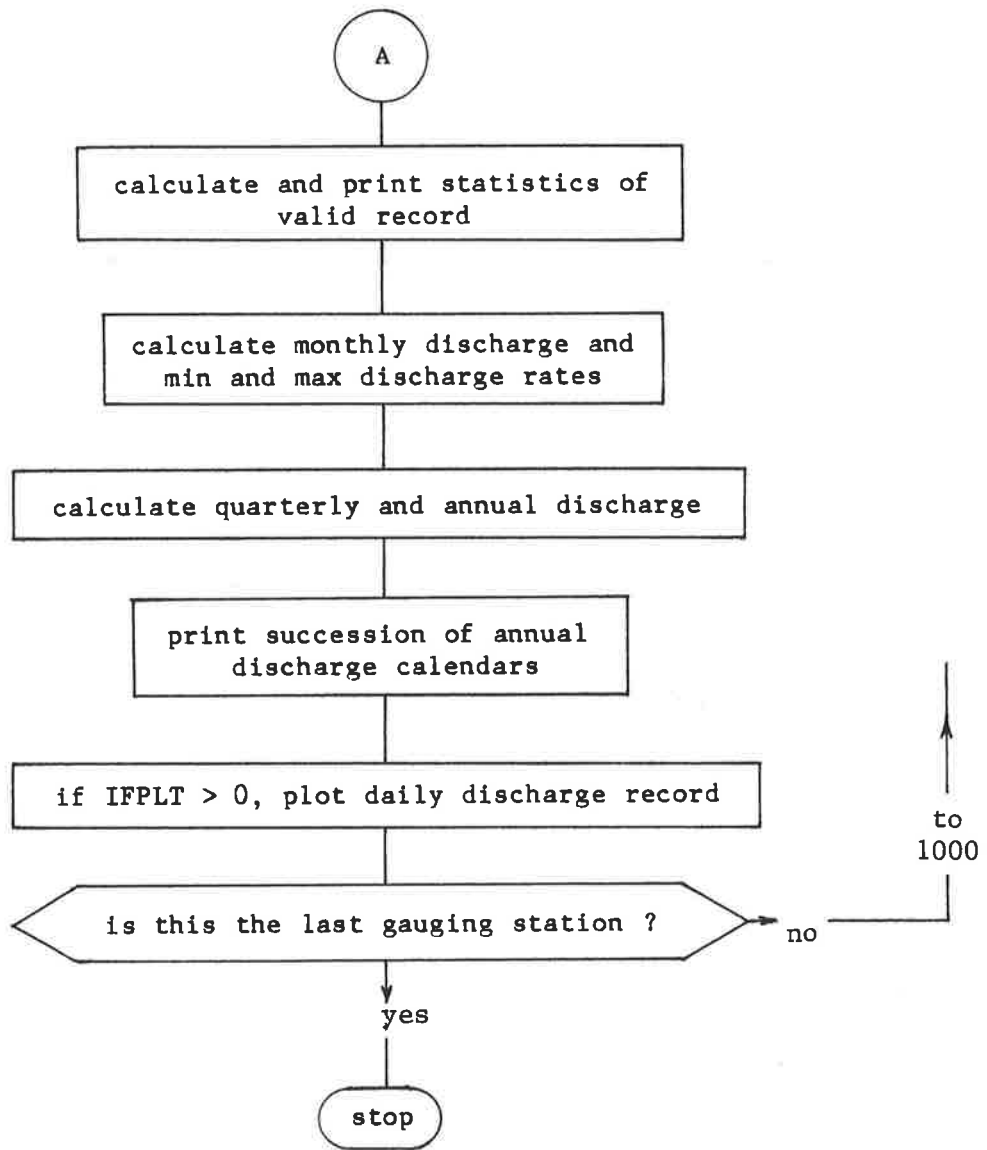 A
calculate and print statistics of
valid record
calculate monthly discharge and
min and max discharge rates
calculate quarterly and annual discharge
print succession of annual
discharge calendars
if IFPLT > 0, plot daily discharge record
to
1000
is this the last gauging station ?
no
yes
stop